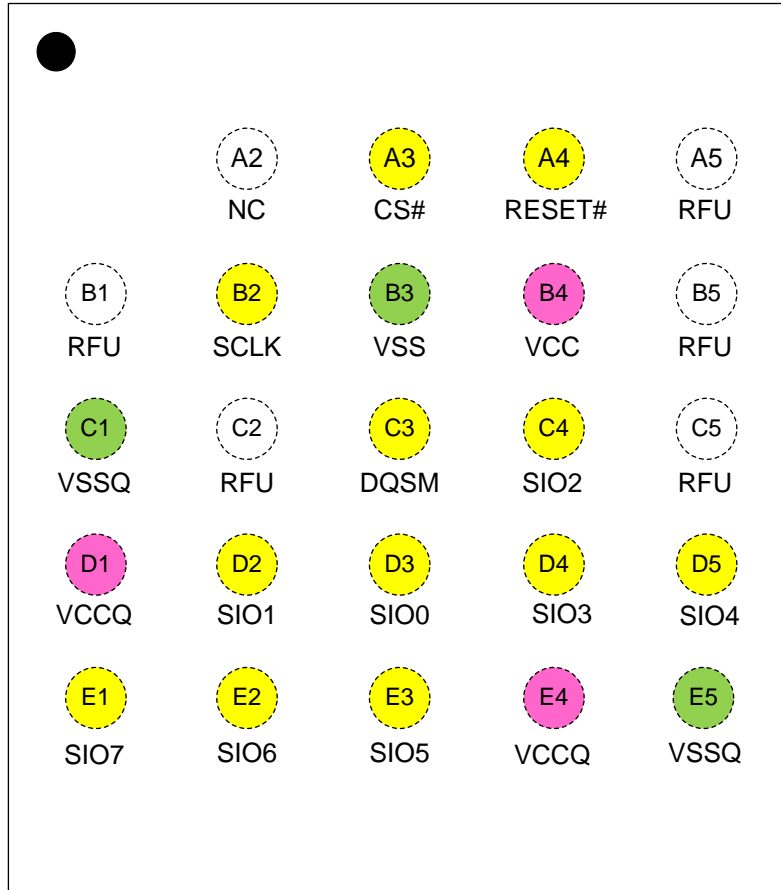 A2 A3 A4 A5
NC CS# RESET# RFU
B1 B2 B3 B4 B5
RFU SCLK VSS VCC RFU
C1 C2 C3 C4 C5
VSSQ RFU DQSM SIO2 RFU
D1 D2 D3 D4 D5
VCCQ SIO1 SIO0 SIO3 SIO4
E1 E2 E3 E4 E5
SIO7 SIO6 SIO5 VCCQ VSSQ